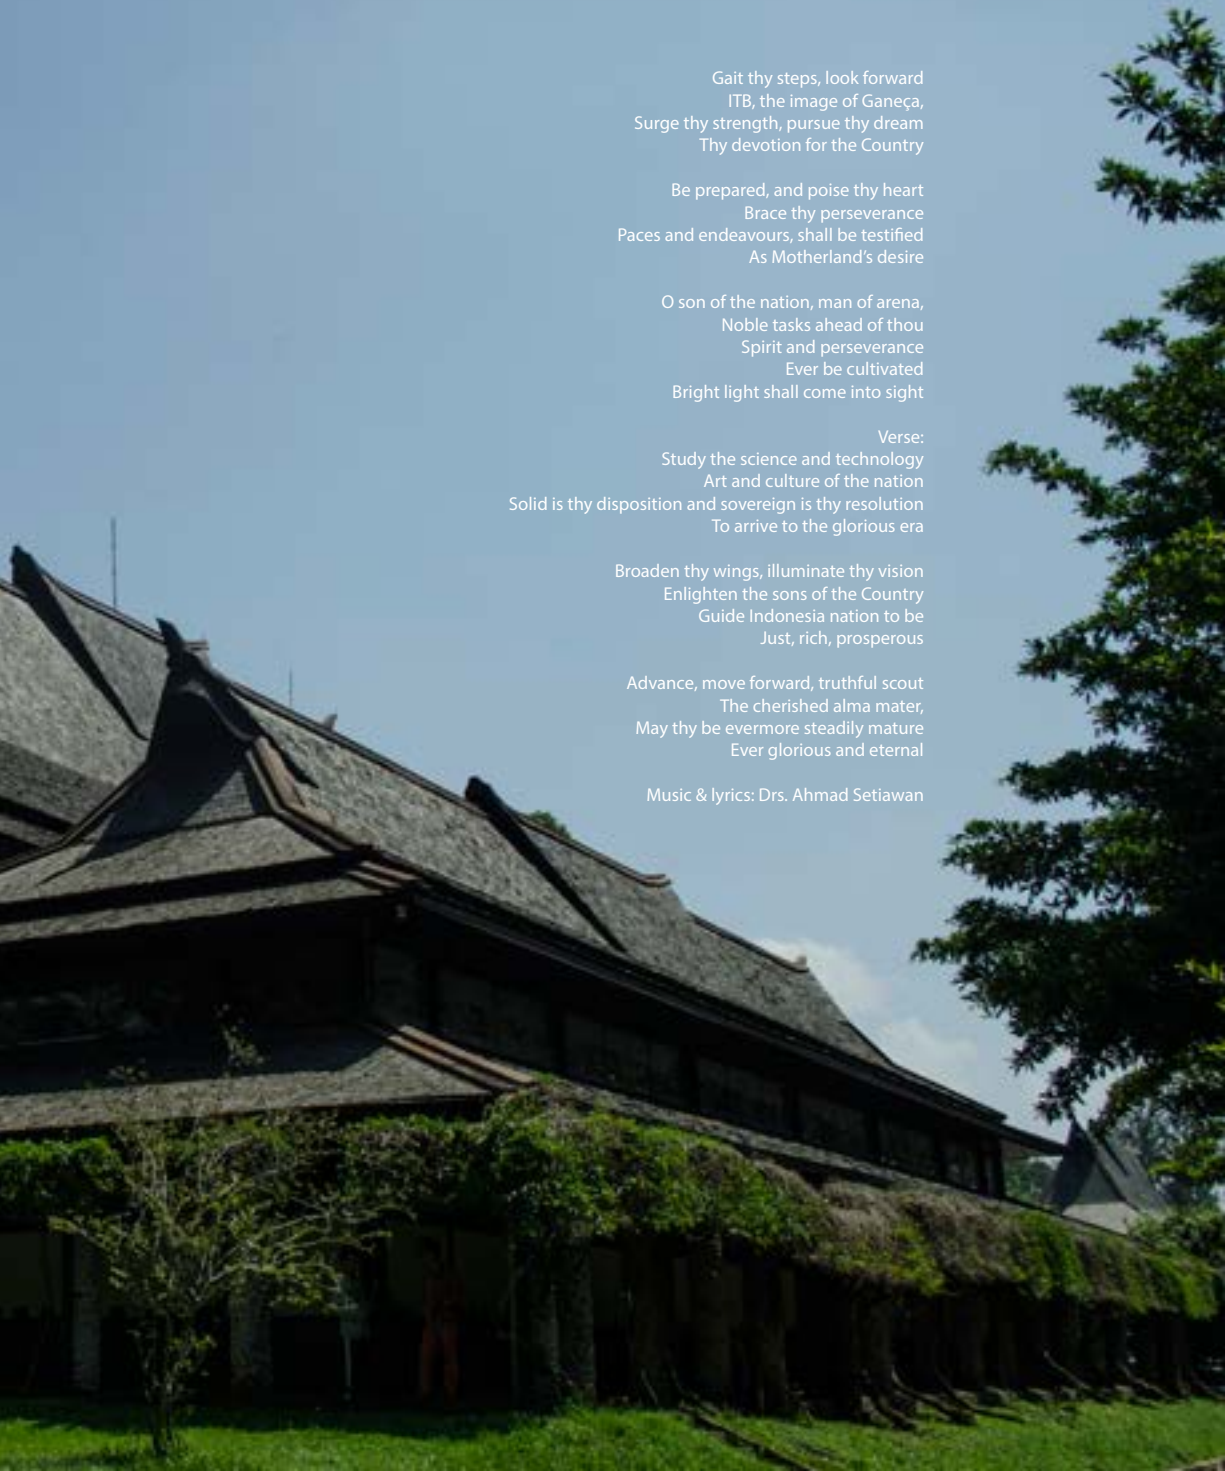 Gait thy steps, look forward
ITB, the image of Ganeça,
Surge thy strength, pursue thy dream
Thy devotion for the Country
Be prepared, and poise thy heart
Brace thy perseverance
Paces and endeavours, shall be testified
As Motherland’s desire
O son of the nation, man of arena,
Noble tasks ahead of thou
Spirit and perseverance
Ever be cultivated
Bright light shall come into sight
Verse:
Study the science and technology
Art and culture of the nation
Solid is thy disposition and sovereign is thy resolution
To arrive to the glorious era
Broaden thy wings, illuminate thy vision
Enlighten the sons of the Country
Guide Indonesia nation to be
Just, rich, prosperous
Advance, move forward, truthful scout
The cherished alma mater,
May thy be evermore steadily mature
Ever glorious and eternal
Music & lyrics: Drs. Ahmad Setiawan